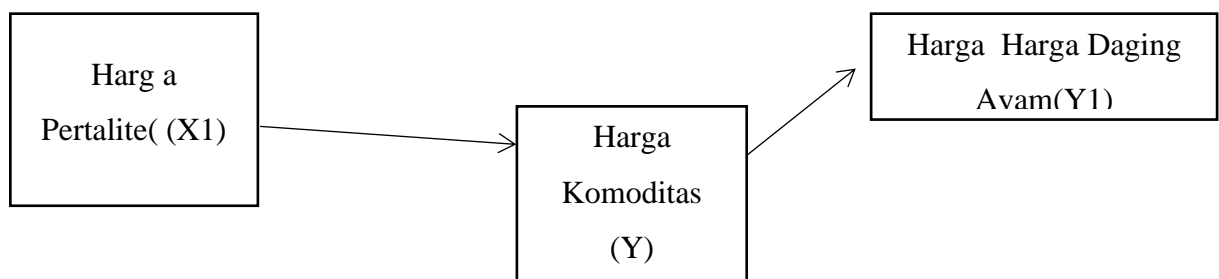 Harg a
Pertalite( (X1)
Harga
Komoditas
(Y)
Harga  Harga Daging
Ayam(Y1)